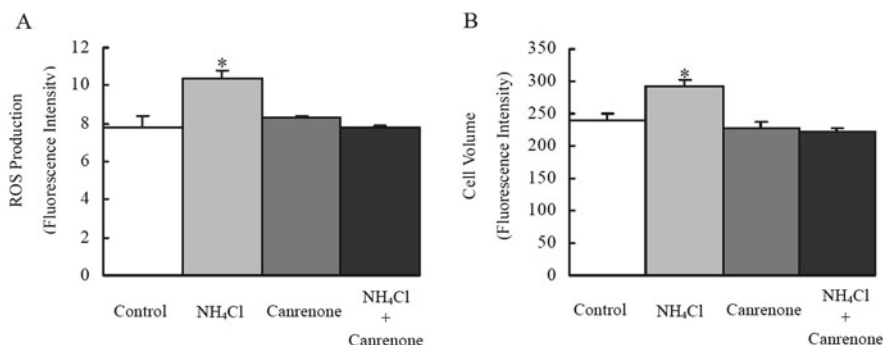 A
ROS Production
(Fluorescence Intensity)
12
10
8
6
4
2
0
*
Control
NH₄Cl
Canrenone
NH₄Cl
+
Canrenone
B
Cell Volume
(Fluorescence Intensity)
350
300
250
200
150
100
50
0
*
Control
NH₄Cl
Canrenone
NH₄Cl
+
Canrenone